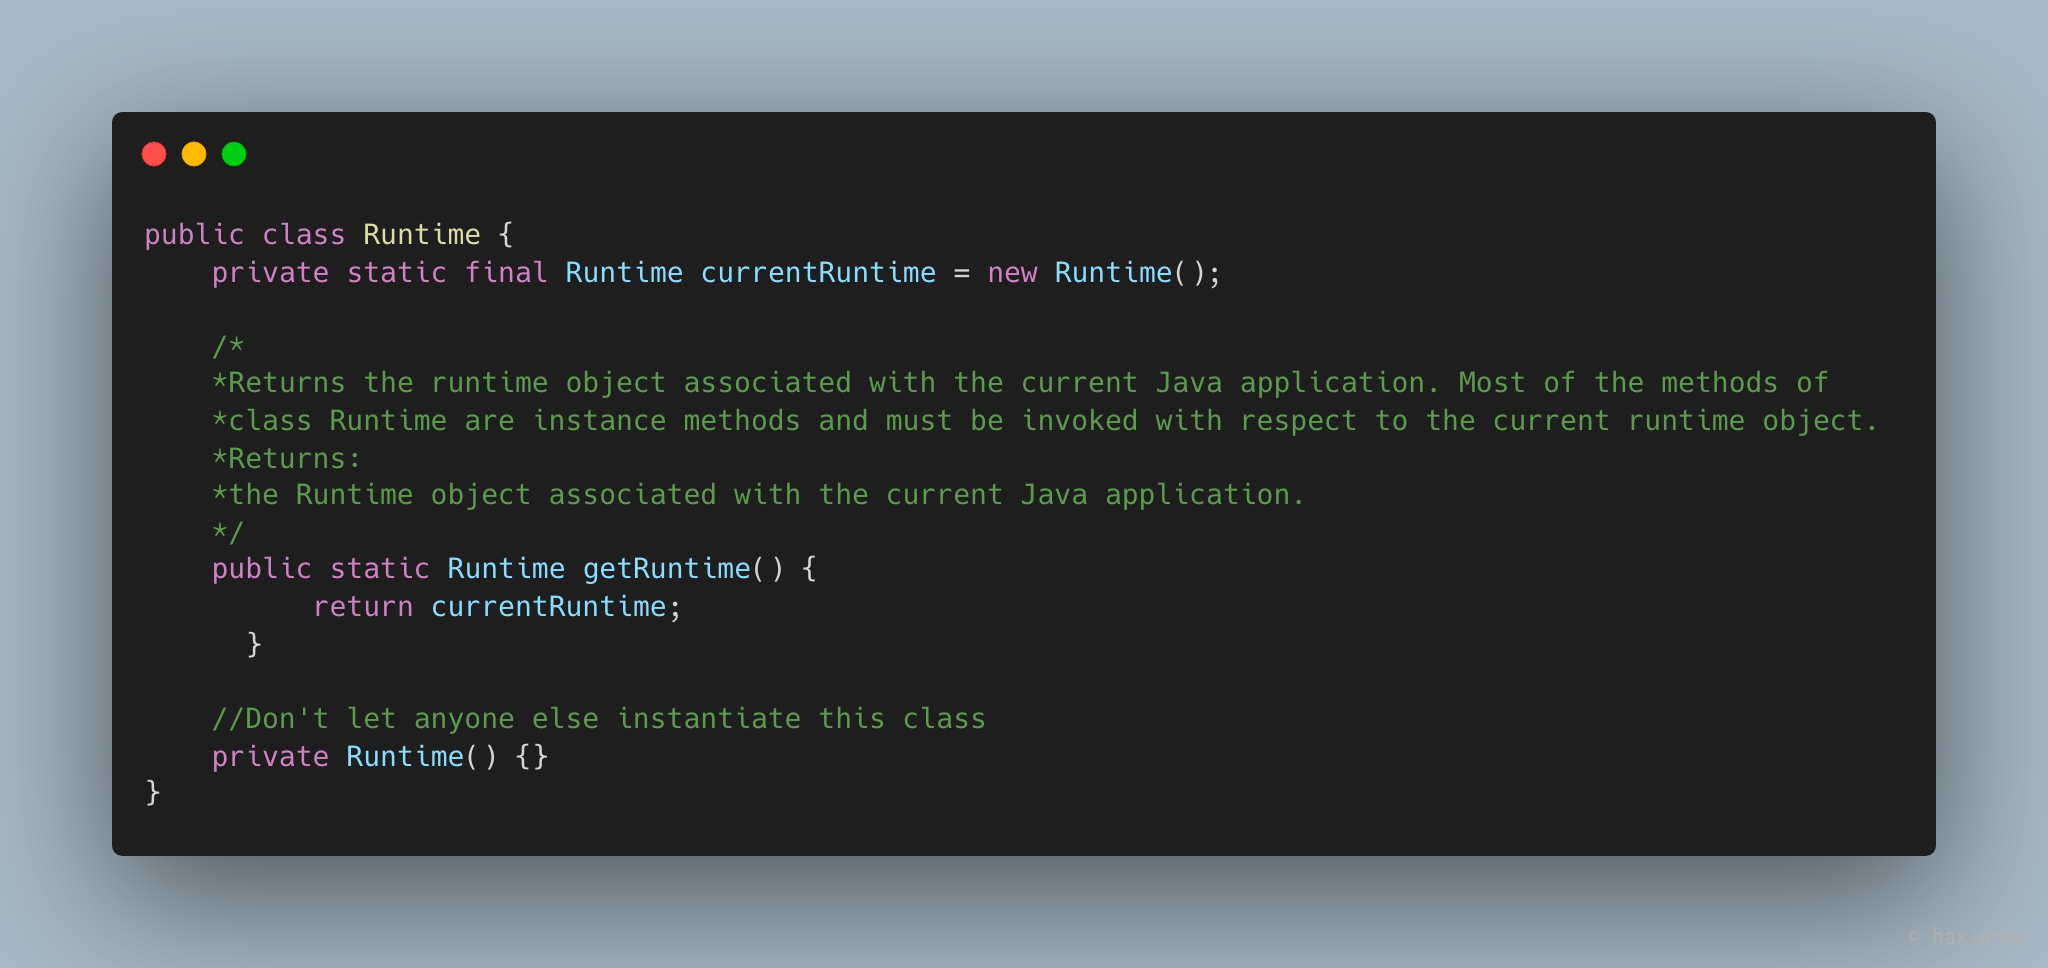 public class Runtime {
    private static final Runtime currentRuntime = new Runtime();
    /*
    *Returns the runtime object associated with the current Java application. Most of the methods of
    *class Runtime are instance methods and must be invoked with respect to the current runtime object.
    *Returns:
    *the Runtime object associated with the current Java application.
    */
    public static Runtime getRuntime() {
          return currentRuntime;
      }
    //Don't let anyone else instantiate this class
    private Runtime() {}
}
©